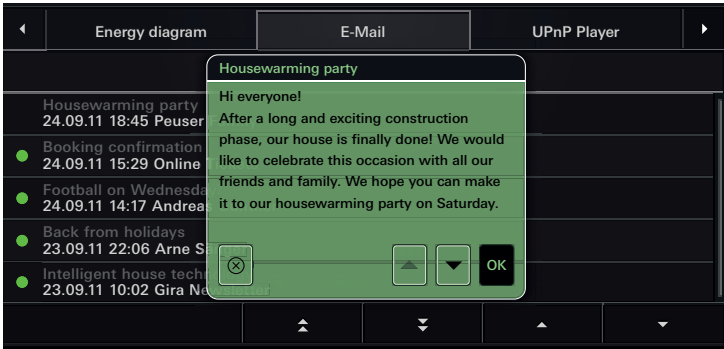 Energy diagram E-Mail UPnP Player
Housewarming party
Hi everyone!
After a long and exciting construction
phase, our house is finally done! We would
like to celebrate this occasion with all our
friends and family. We hope you can make
it to our housewarming party on Saturday.
OK
Housewarming party
24.09.11 18:45 Peuser
Booking confirmation
24.09.11 15:29 Online
Football on Wednesday
24.09.11 14:17 Andreas
Back from holidays
23.09.11 22:06 Arne
Intelligent house
23.09.11 10:02 Gira Newsletter